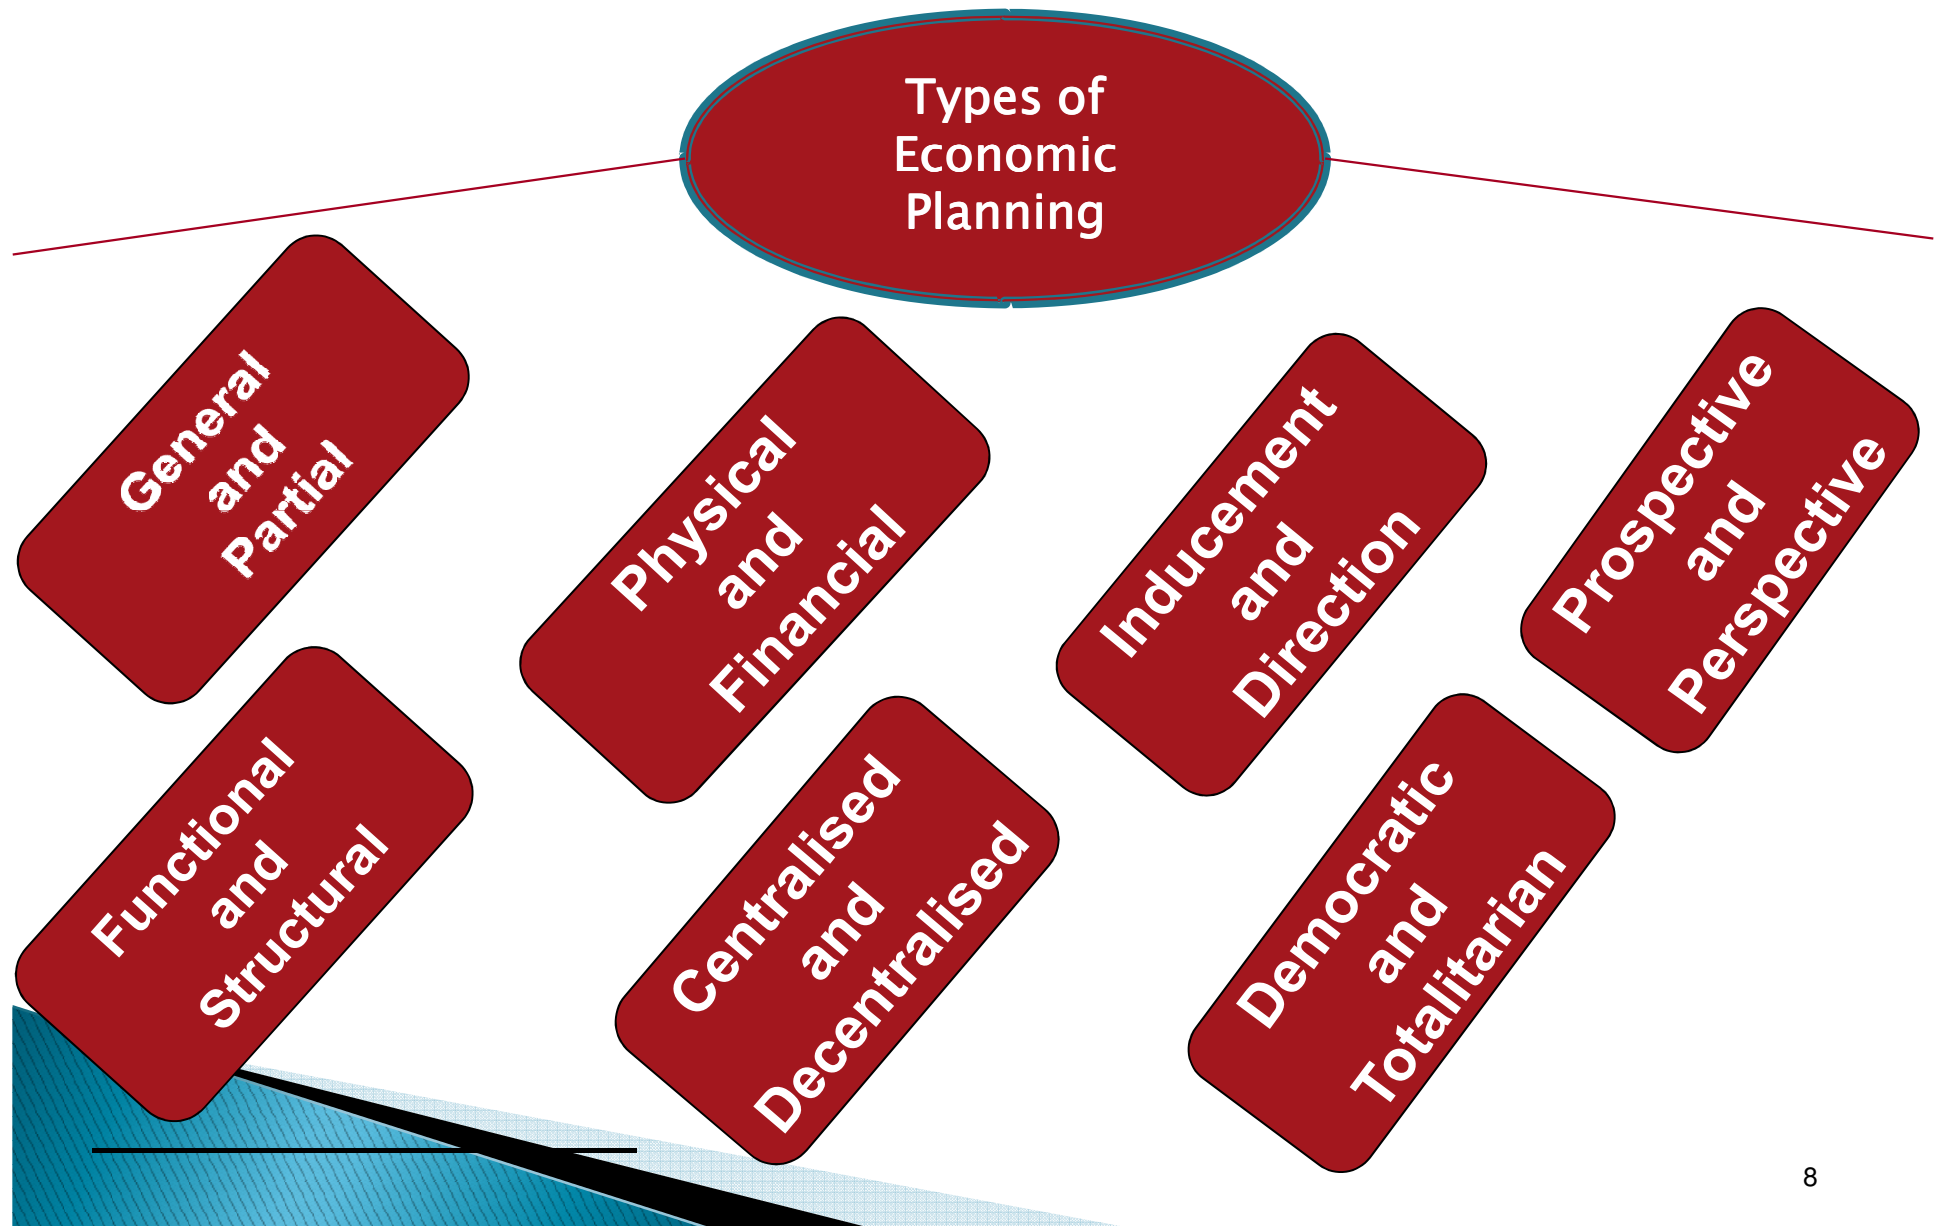 Types of
Economic
Planning
General
and
Partial
Physical
and
Financial
Inducement
and
Direction
Prospective
and
Perspective
Functional
and
Structural
Centralised
and
Decentralised
Democratic
and
Totalitarian
8